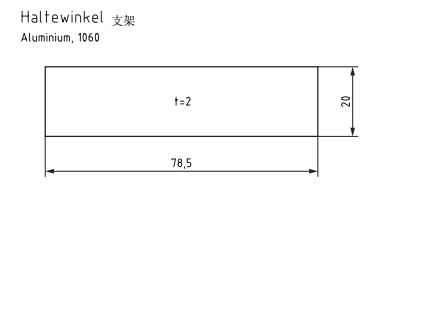 Haltewinkel 支架
Aluminium, 1060
t=2
20
78,5